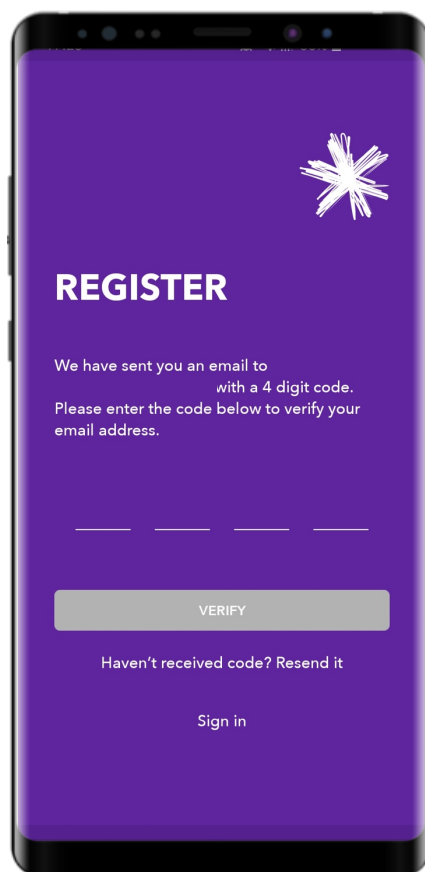 REGISTER
We have sent you an email to
with a 4 digit code.
Please enter the code below to verify your
email address.
VERIFY
Haven’t received code? Resend it
Sign in